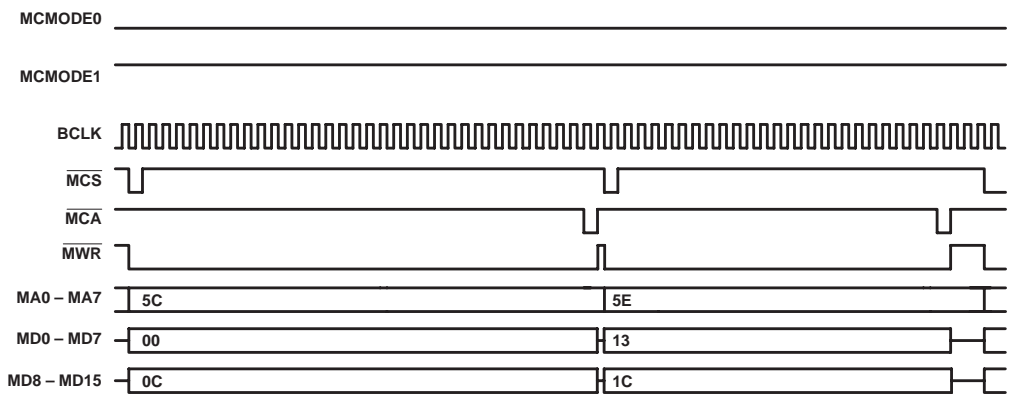 MCMODE0
MCMODE1
BCLK
MCS
MCA
MWR
MA0 – MA7 5C 5E
MD0 – MD7 00 13
MD8 – MD15 0C 1C